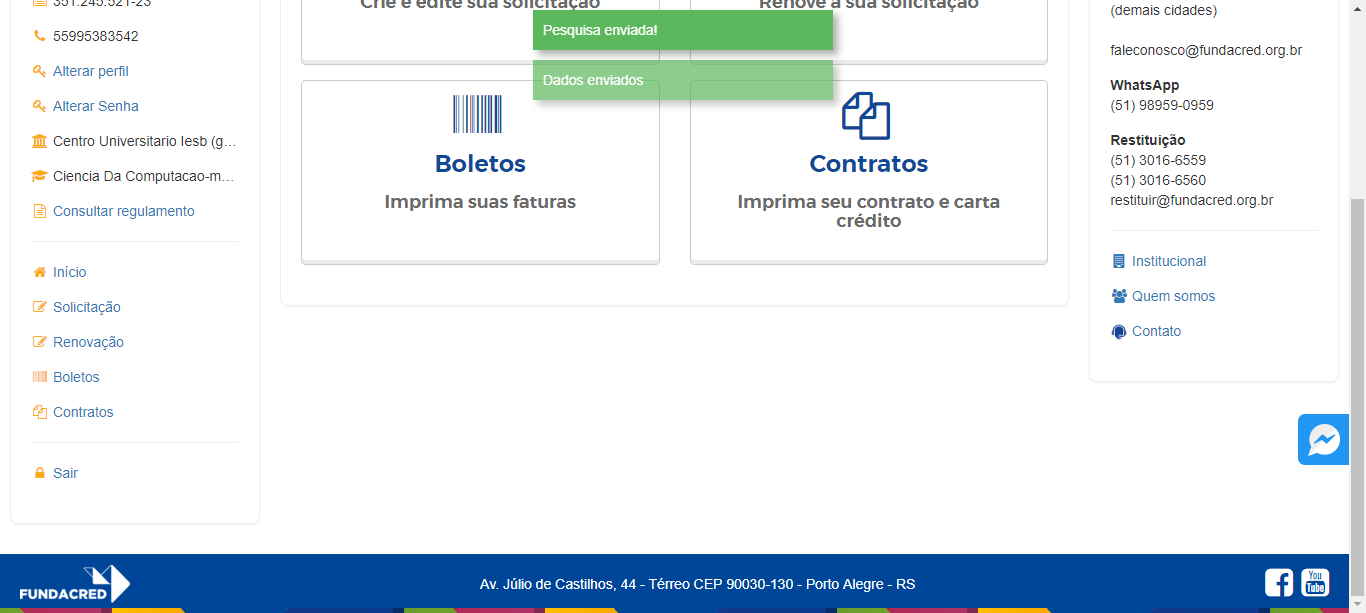 351.245.521-23
55995383542
Alterar perfil
Alterar Senha
Centro Universitario Iesb (g...
Ciencia Da Computacao-m...
Consultar regulamento
Início
Solicitação
Renovação
Boletos
Contratos
Sair
Crie e edite sua solicitação
Renove a sua solicitação
Pesquisa enviada!
Dados enviados
Boletos
Imprima suas faturas
Contratos
Imprima seu contrato e carta
crédito
(demais cidades)
faleconosco@fundacred.org.br
WhatsApp
(51) 98959-0959
Restituição
(51) 3016-6559
(51) 3016-6560
restituir@fundacred.org.br
Institucional
Quem somos
Contato
FUNDACRED
Av. Júlio de Castilhos, 44 - Térreo CEP 90030-130 - Porto Alegre - RS
You
Tube